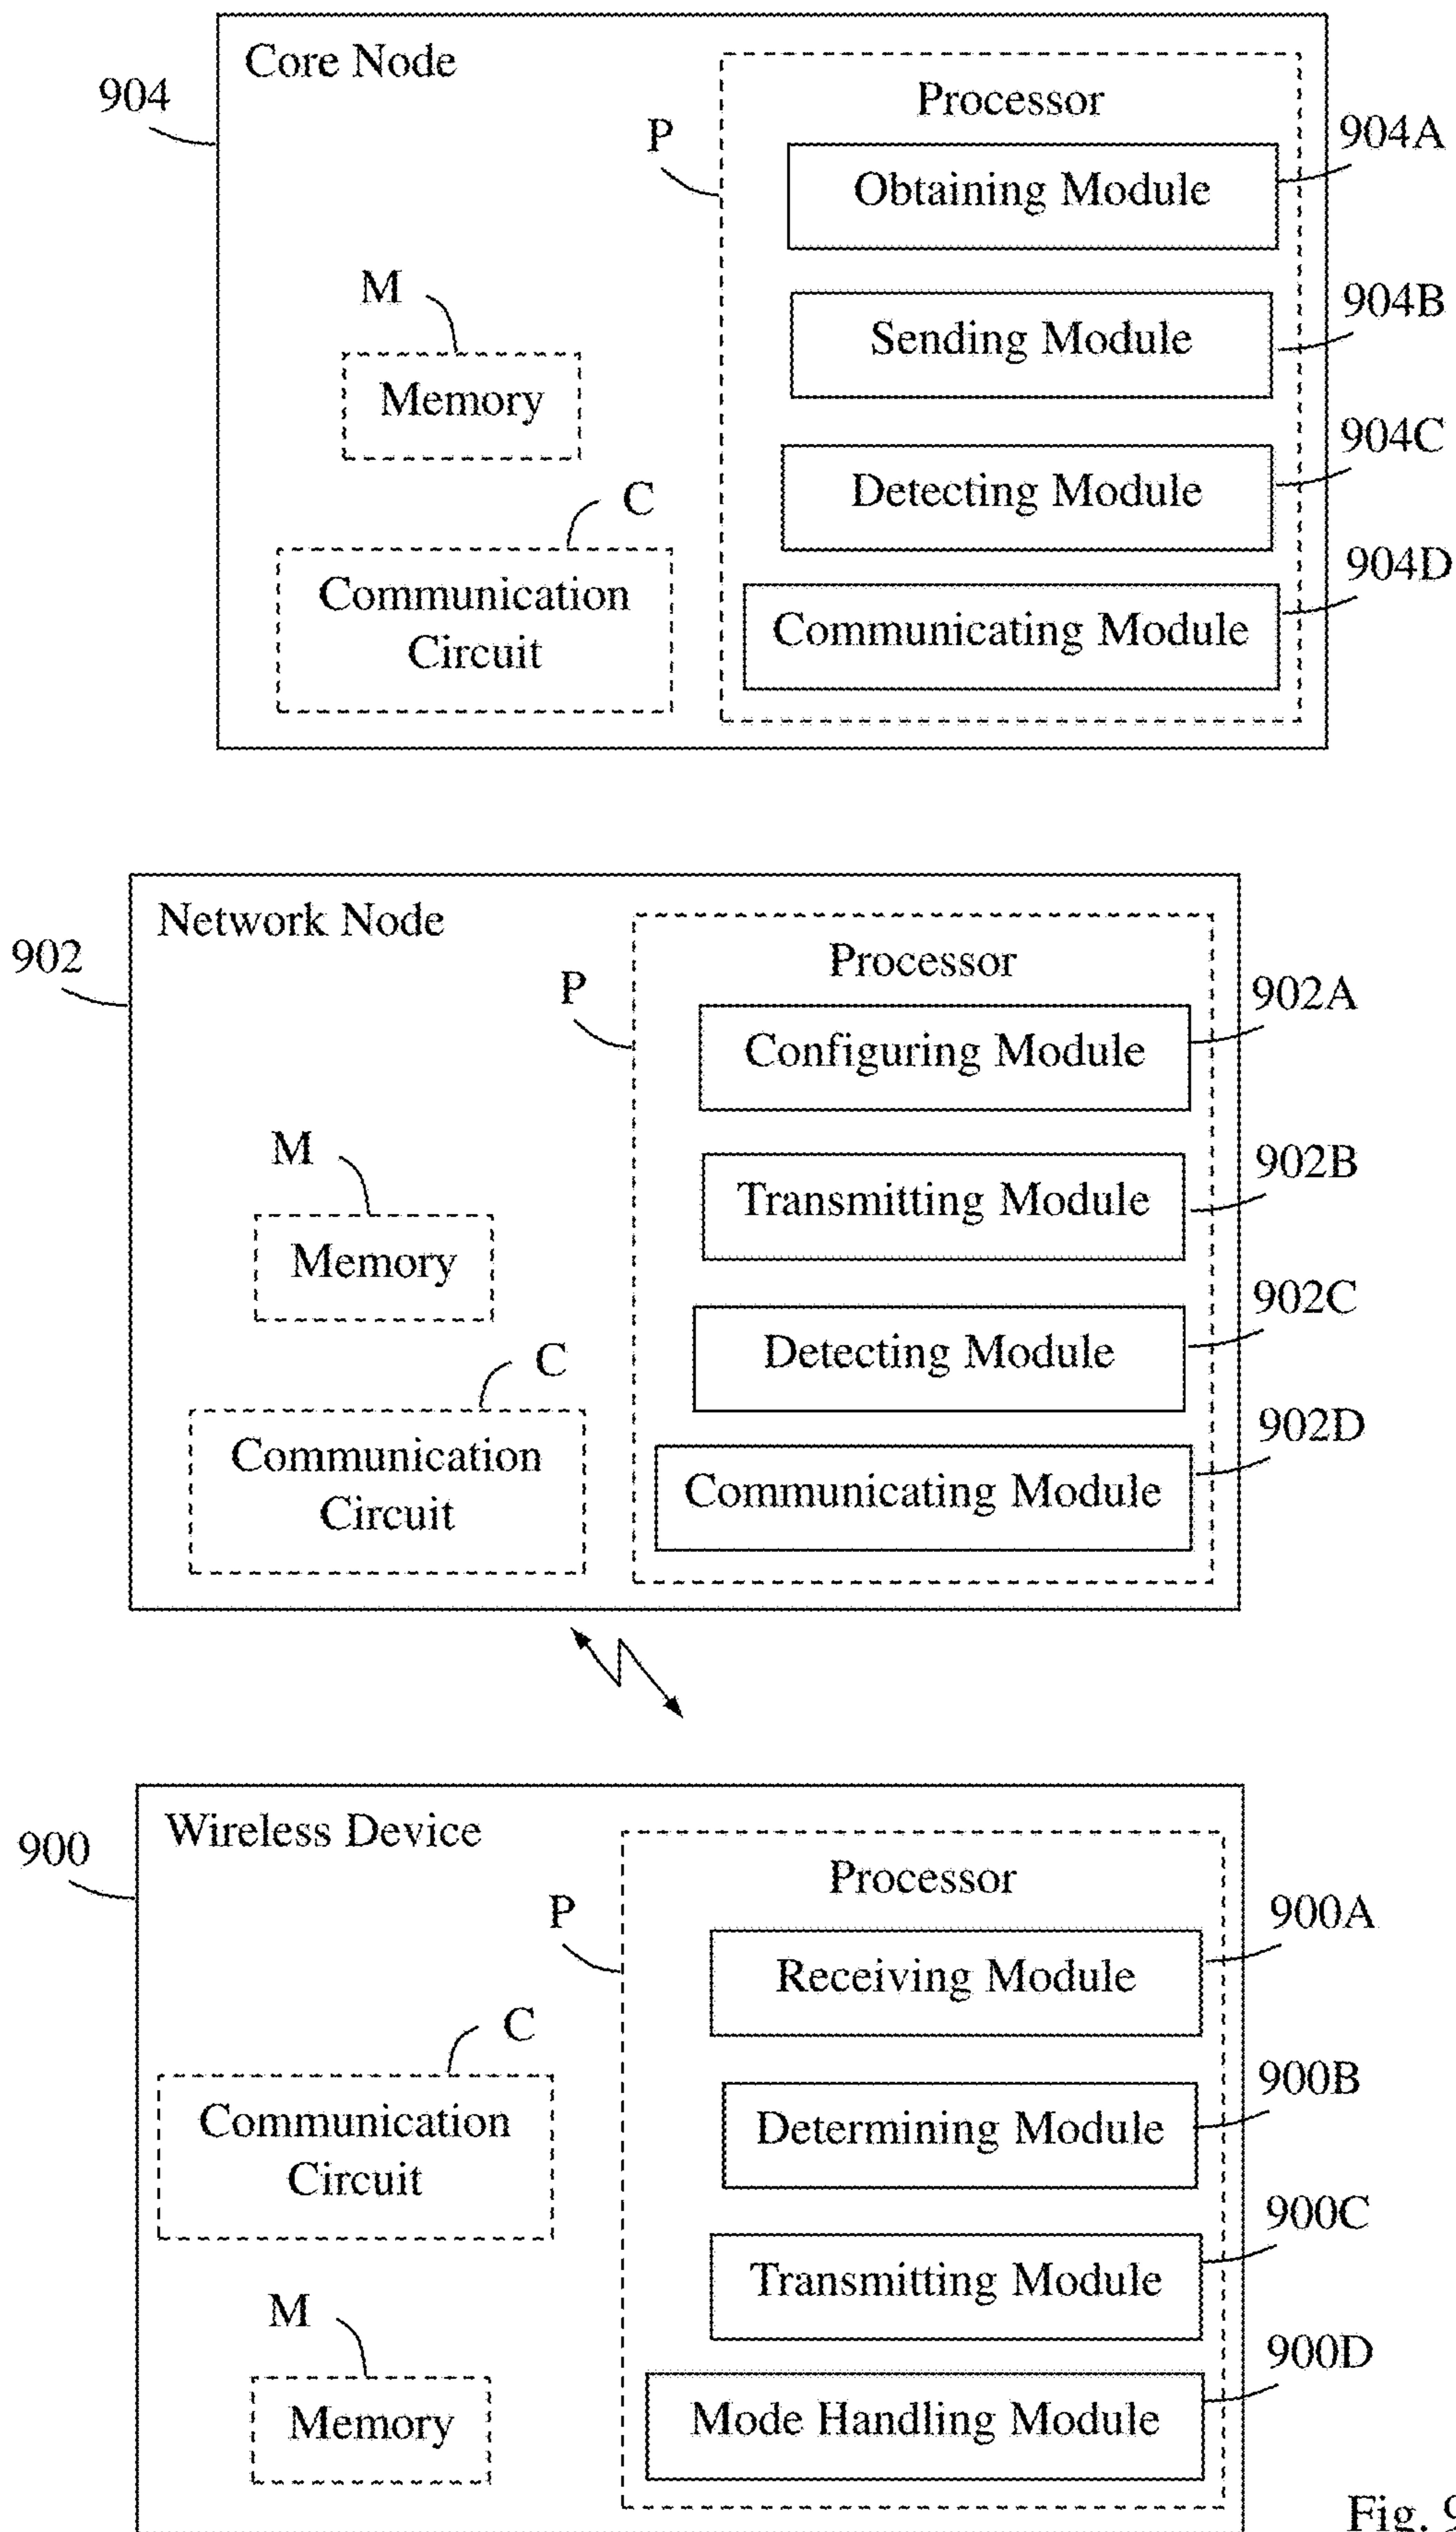 Core Node
904
Processor
P
904A
Obtaining Module
M
904B
Sending Module
Memory
904C
C
Detecting Module
904D
Communication
Circuit
Communicating Module
Network Node
902
Processor
P
902A
Configuring Module
M
902B
Transmitting Module
Memory
902C
C
Detecting Module
902D
Communication
Circuit
Communicating Module
Wireless Device
900
Processor
P
900A
Receiving Module
C
900B
Communication
Circuit
Determining Module
900C
Transmitting Module
M
900D
Memory
Mode Handling Module
Fig. 9